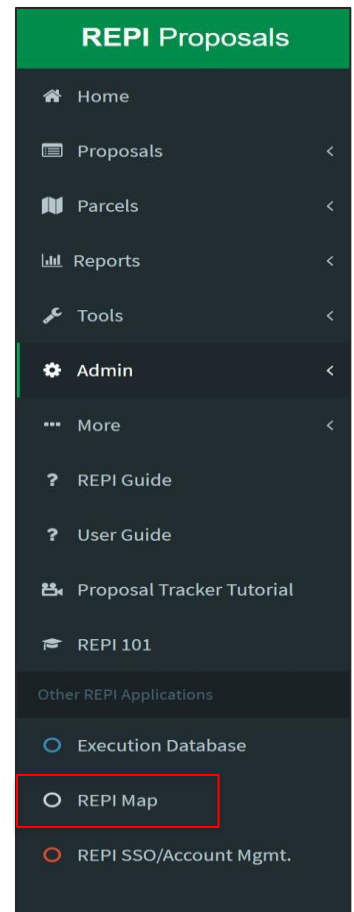 REPI Proposals
Home
Proposals
Parcels
Reports
Tools
Admin
More
REPI Guide
User Guide
Proposal Tracker Tutorial
REPI 101
Other REPI Applications
Execution Database
REPI Map
REPI SSO/Account Mgmt.